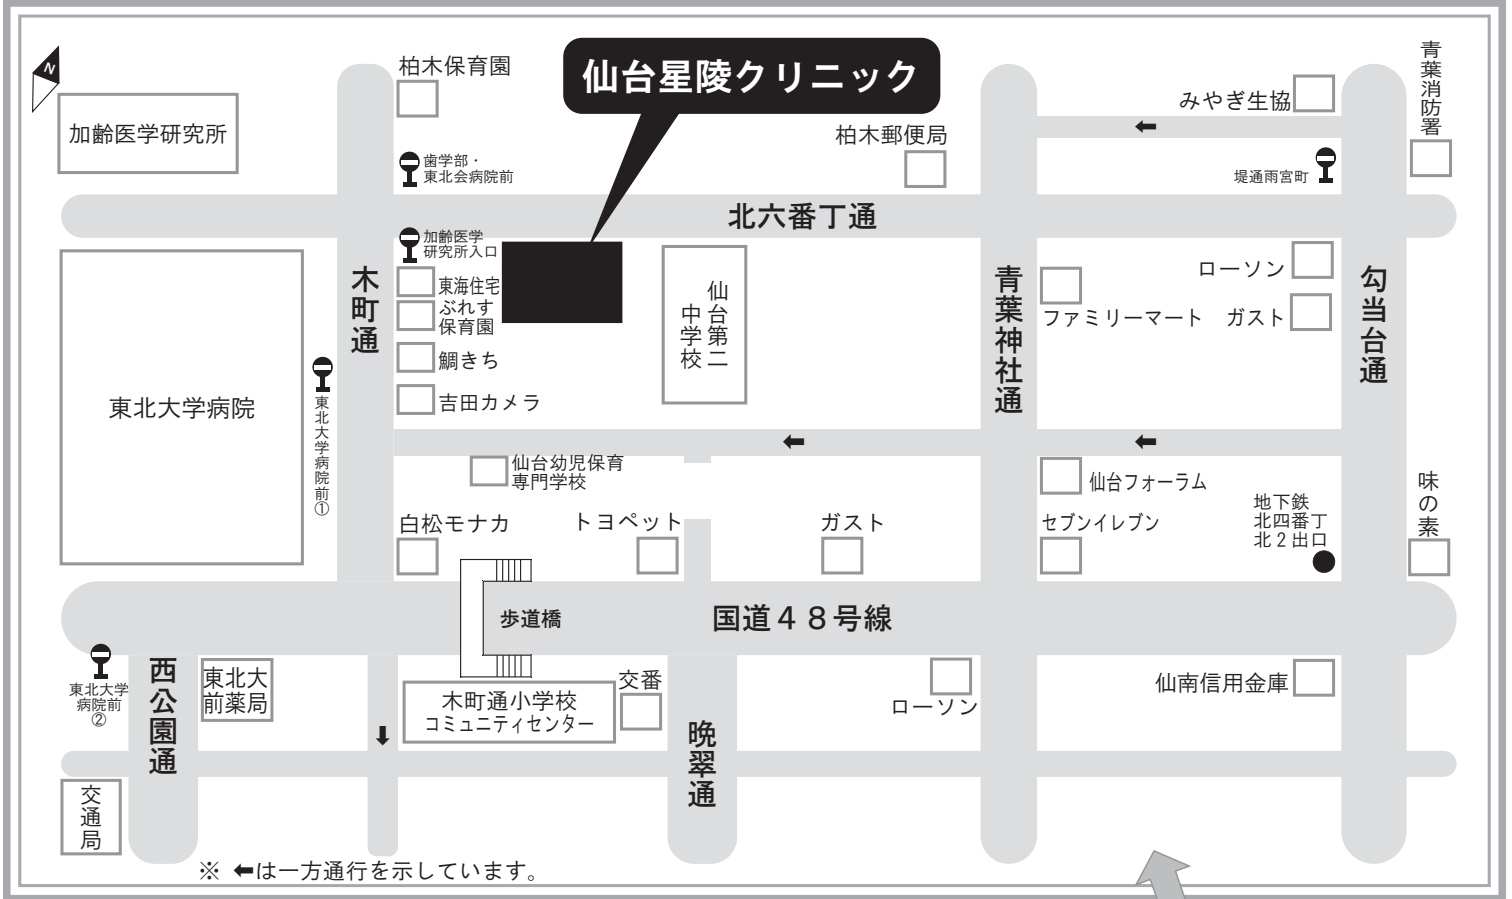 N
加齢医学研究所
柏木保育園
仙台星陵クリニック
柏木郵便局
みやぎ生協
青葉消防署
歯学部・
東北会病院前
堤通雨宮町
北六番丁通
加齢医学
研究所入口
東海住宅
ぶれす
保育園
鯛きち
吉田カメラ
木町通
仙台第二
中学校
青葉神社通
ファミリーマート
ローソン
ガスト
勾当台通
東北大学病院
東北大学病院前①
仙台幼児保育
専門学校
仙台フォーラム
地下鉄
北四番丁
北2出口
味の素
白松モナカ
トヨペット
ガスト
セブンイレブン
歩道橋
国道48号線
東北大学
病院前
②
西公園通
東北大
前薬局
木町通小学校
コミュニティセンター
交番
晩翠通
ローソン
仙南信用金庫
交通局
※ ←は一方通行を示しています。